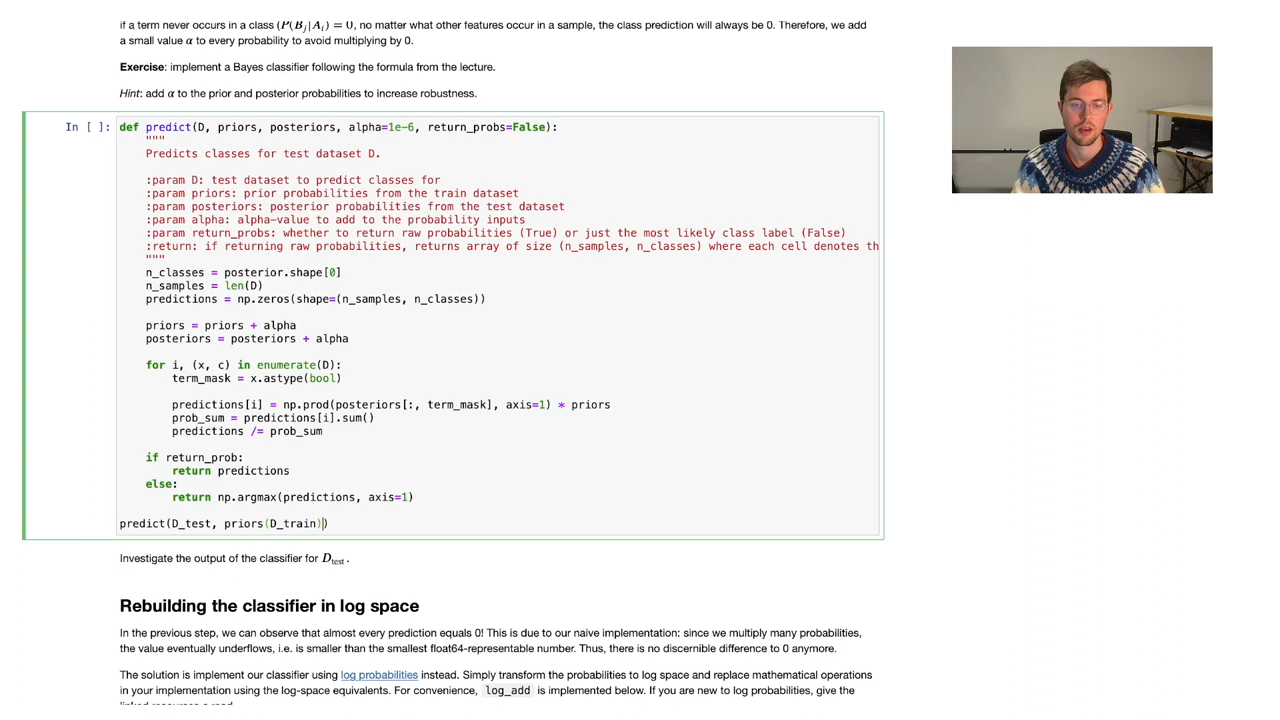 if a term never occurs in a class (P(Bj|Ai) = 0, no matter what other features occur in a sample, the class prediction will always be 0. Therefore, we add
a small value α to every probability to avoid multiplying by 0.
Exercise: implement a Bayes classifier following the formula from the lecture.
Hint: add α to the prior and posterior probabilities to increase robustness.
In [ ]: def predict(D, priors, posteriors, alpha=1e-6, return_probs=False):
"""
Predicts classes for test dataset D.
:param D: test dataset to predict classes for
:param priors: prior probabilities from the train dataset
:param posteriors: posterior probabilities from the test dataset
:param alpha: alpha-value to add to the probability inputs
:param return_probs: whether to return raw probabilities (True) or just the most likely class label (False)
:return: if returning raw probabilities, returns array of size (n_samples, n_classes) where each cell denotes th
"""
n_classes = posterior.shape[0]
n_samples = len(D)
predictions = np.zeros(shape=(n_samples, n_classes))
priors = priors + alpha
posteriors = posteriors + alpha
for i, (x, c) in enumerate(D):
term_mask = x.astype(bool)
predictions[i] = np.prod(posteriors[:, term_mask], axis=1) * priors
prob_sum = predictions[i].sum()
predictions /= prob_sum
if return_prob:
return predictions
else:
return np.argmax(predictions, axis=1)
predict(D_test, priors(D_train))
Investigate the output of the classifier for Dtest.
Rebuilding the classifier in log space
In the previous step, we can observe that almost every prediction equals 0! This is due to our naive implementation: since we multiply many probabilities,
the value eventually underflows, i.e. is smaller than the smallest float64-representable number. Thus, there is no discernible difference to 0 anymore.
The solution is implement our classifier using log probabilities instead. Simply transform the probabilities to log space and replace mathematical operations
in your implementation using the log-space equivalents. For convenience, log_add is implemented below. If you are new to log probabilities, give the
linked resources a read.